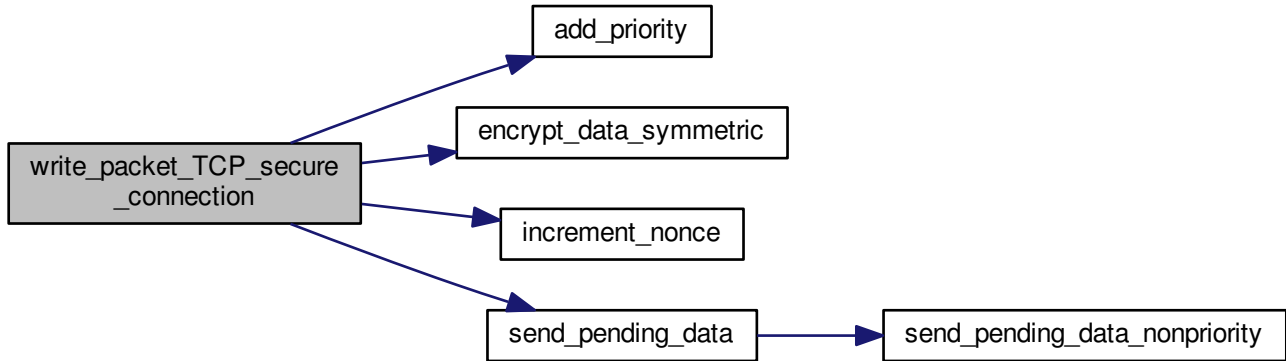 add_priority
encrypt_data_symmetric
write_packet_TCP_secure
_connection
increment_nonce
send_pending_data
send_pending_data_nonpriority